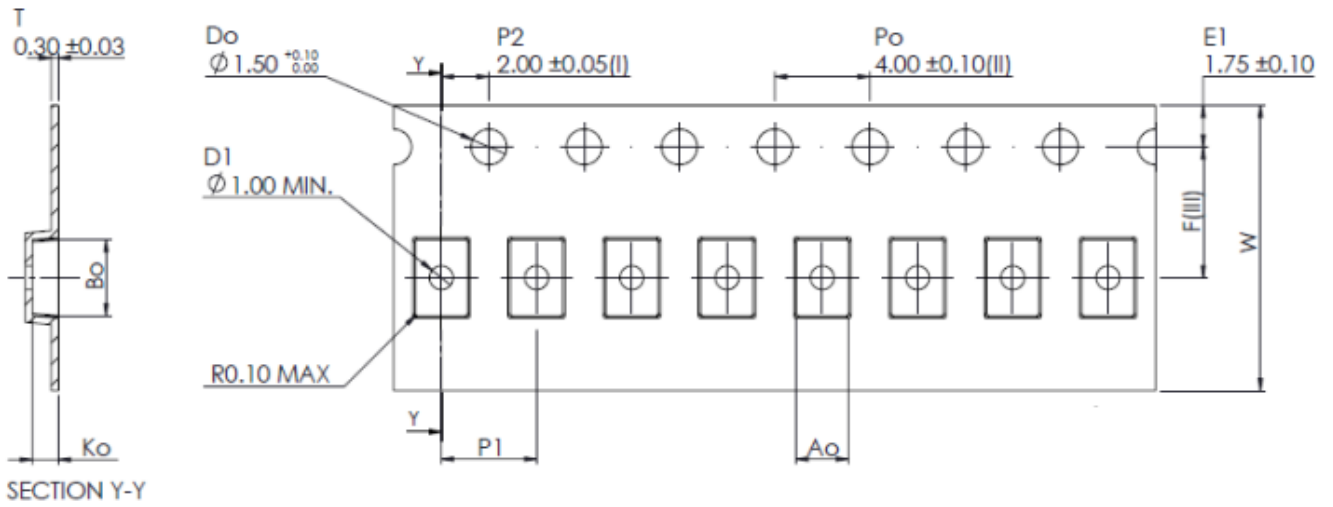 T
0.30 ±0.03
Do
Ø 1.50 +0.10 0.00
Y
P2
2.00 ±0.05(I)
Po
4.00 ±0.10(II)
E1
1.75 ±0.10
D1
Ø 1.00 MIN.
F(III)
W
Bo
R0.10 MAX
Y
P1
Ao
Ko
SECTION Y-Y